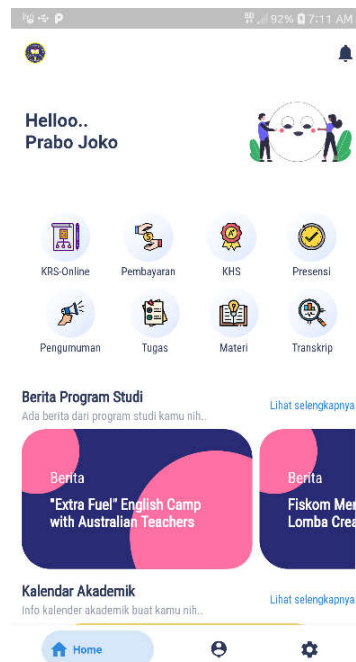 92% 7:11 AM
Helloo..
Prabo Joko
KRS-Online
Pembayaran
KHS
Presensi
Pengumuman
Tugas
Materi
Transkrip
Berita Program Studi
Lihat selengkapnya
Ada berita dari program studi kamu nih..
Berita
"Extra Fuel" English Camp
with Australian Teachers
Berita
Fiskom Mer
Lomba Crea
Kalendar Akademik
Lihat selengkapnya
Info kalender akademik buat kamu nih..
Home